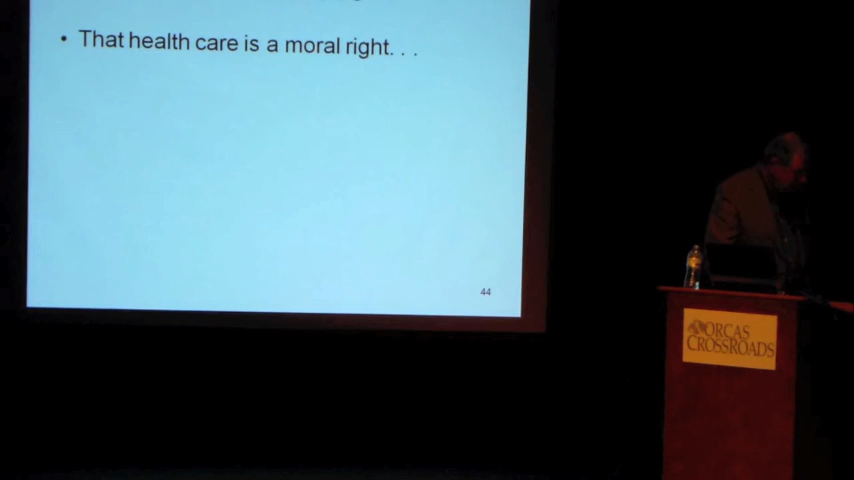 • That health care is a moral right. . .
44
ORCAS
CROSSROADS